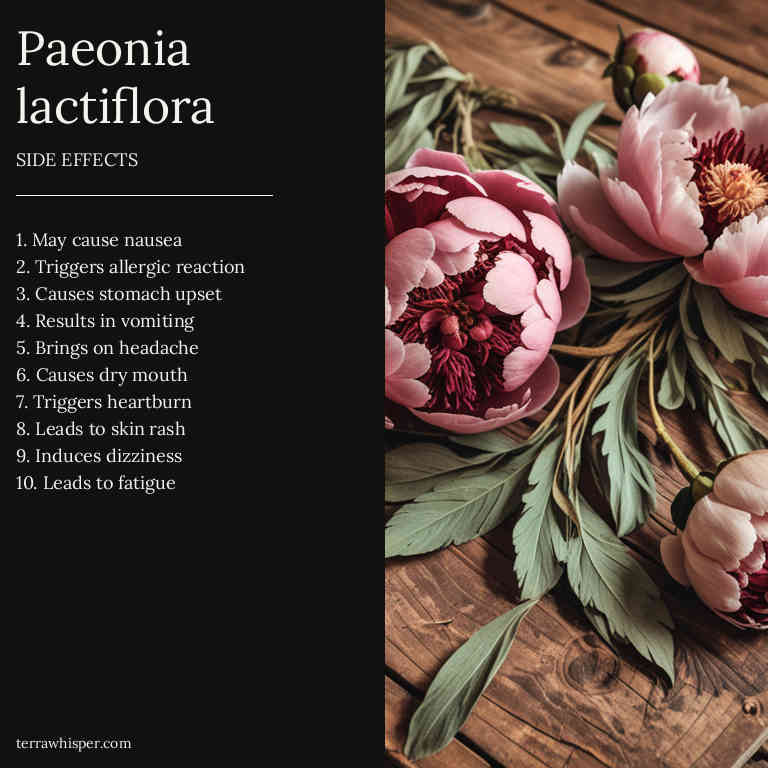 Paeonia
lactiflora
SIDE EFFECTS
1. May cause nausea
2. Triggers allergic reaction
3. Causes stomach upset
4. Results in vomiting
5. Brings on headache
6. Causes dry mouth
7. Triggers heartburn
8. Leads to skin rash
9. Induces dizziness
10. Leads to fatigue
terrawhisper.com